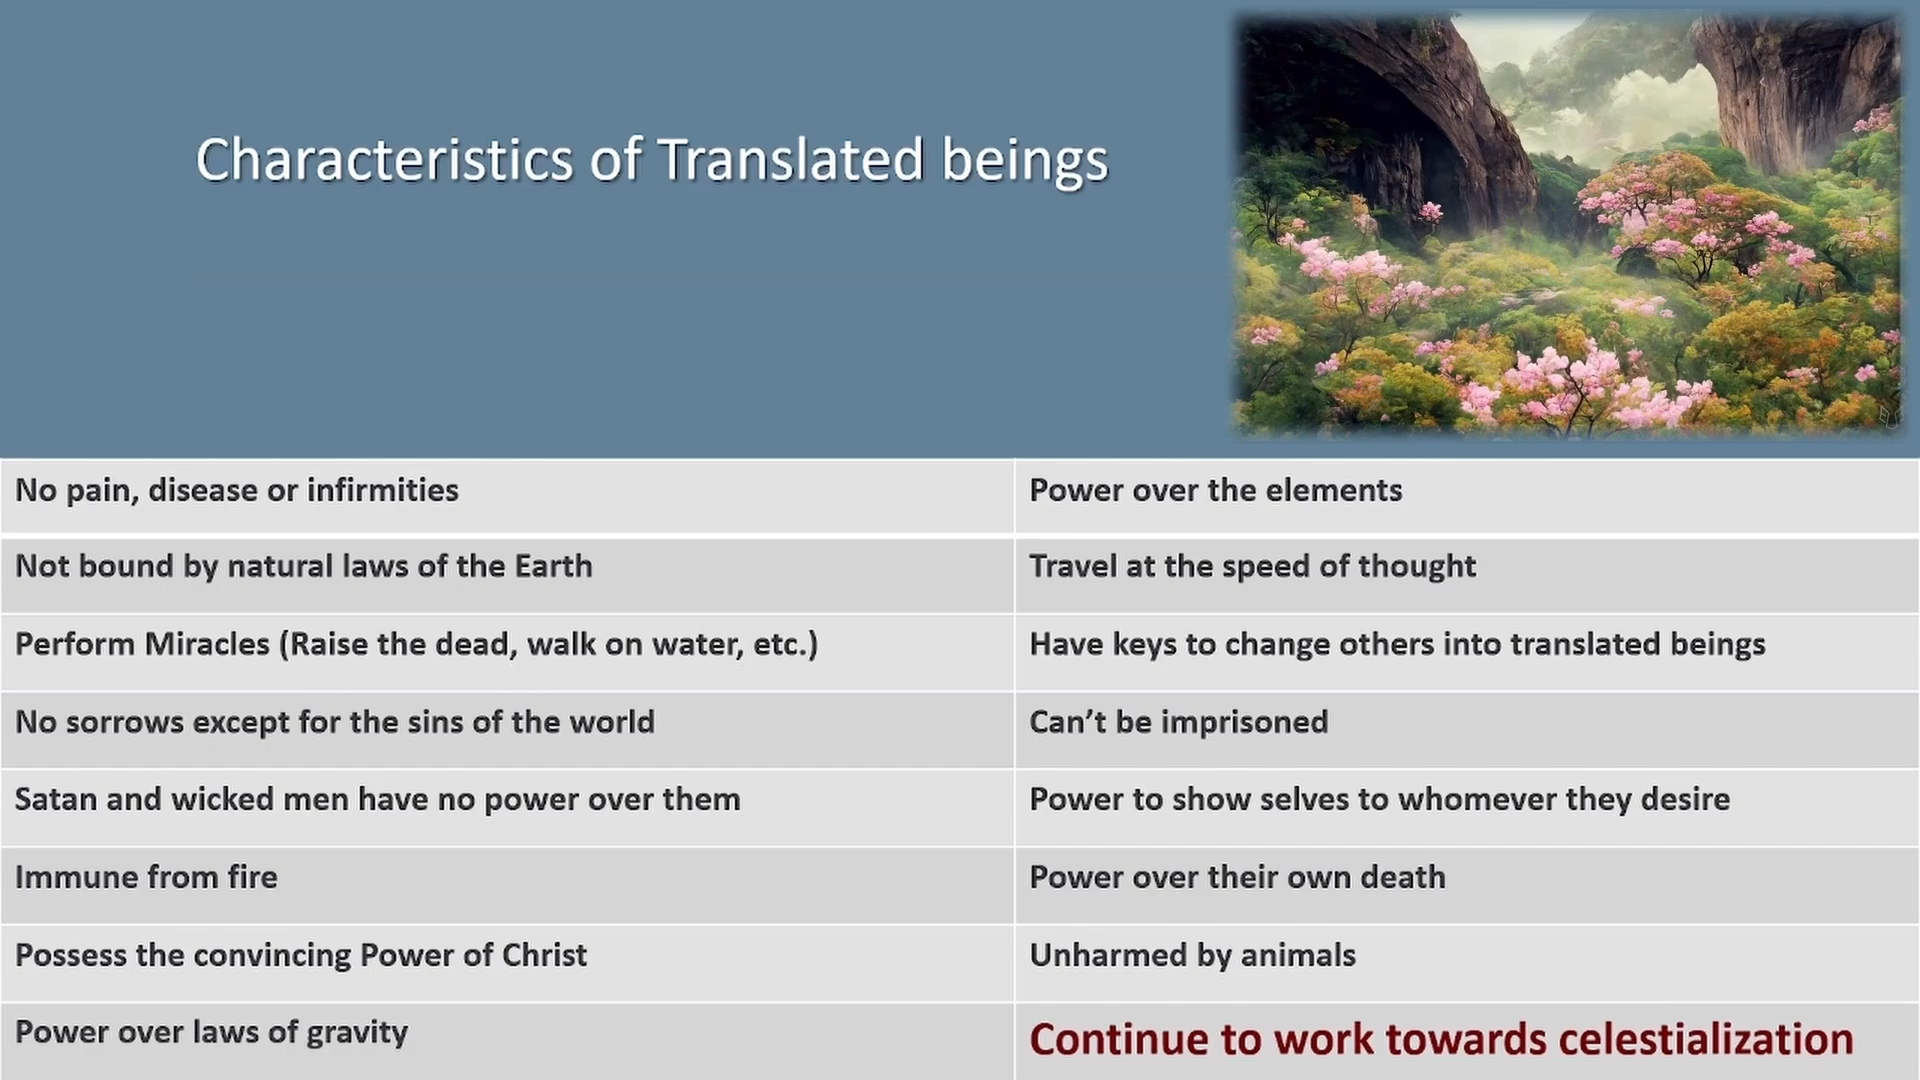 Characteristics of Translated beings
No pain, disease or infirmities
Power over the elements
Not bound by natural laws of the Earth
Travel at the speed of thought
Perform Miracles (Raise the dead, walk on water, etc.)
Have keys to change others into translated beings
No sorrows except for the sins of the world
Can’t be imprisoned
Satan and wicked men have no power over them
Power to show selves to whomever they desire
Immune from fire
Power over their own death
Possess the convincing Power of Christ
Unharmed by animals
Power over laws of gravity
Continue to work towards celestialization